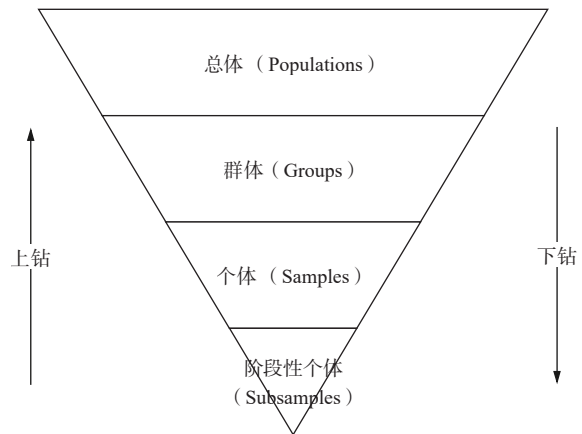 总体（Populations）
群体（Groups）
上钻
下钻
个体（Samples）
阶段性个体
（Subsamples）